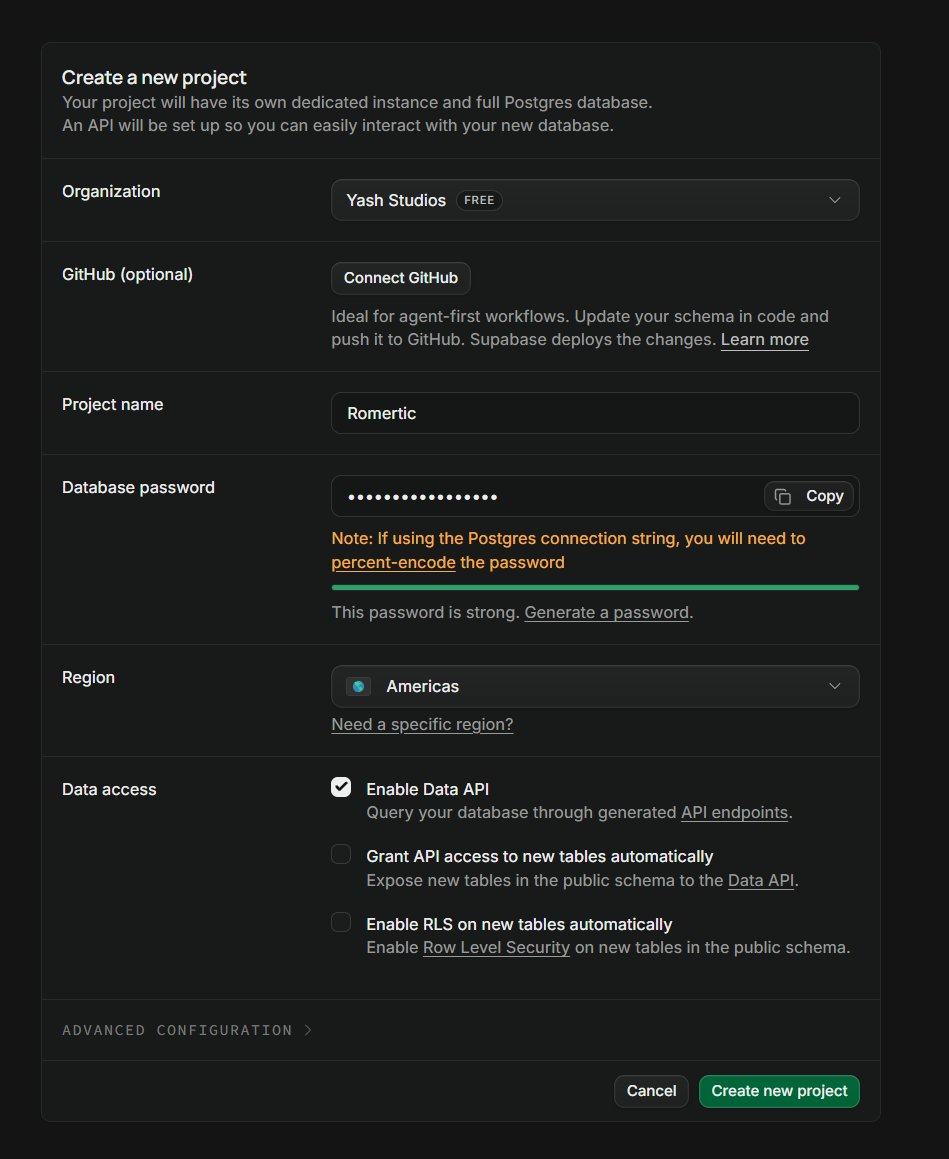 Create a new project
Your project will have its own dedicated instance and full Postgres database.
An API will be set up so you can easily interact with your new database.
Organization
Yash Studios FREE
GitHub (optional)
Connect GitHub
Ideal for agent-first workflows. Update your schema in code and
push it to GitHub. Supabase deploys the changes. Learn more
Project name
Romertic
Database password
•••••••••••••••••
Copy
Note: If using the Postgres connection string, you will need to
percent-encode the password
This password is strong. Generate a password.
Region
Americas
Need a specific region?
Data access
Enable Data API
Query your database through generated API endpoints.
Grant API access to new tables automatically
Expose new tables in the public schema to the Data API.
Enable RLS on new tables automatically
Enable Row Level Security on new tables in the public schema.
ADVANCED CONFIGURATION
Cancel
Create new project